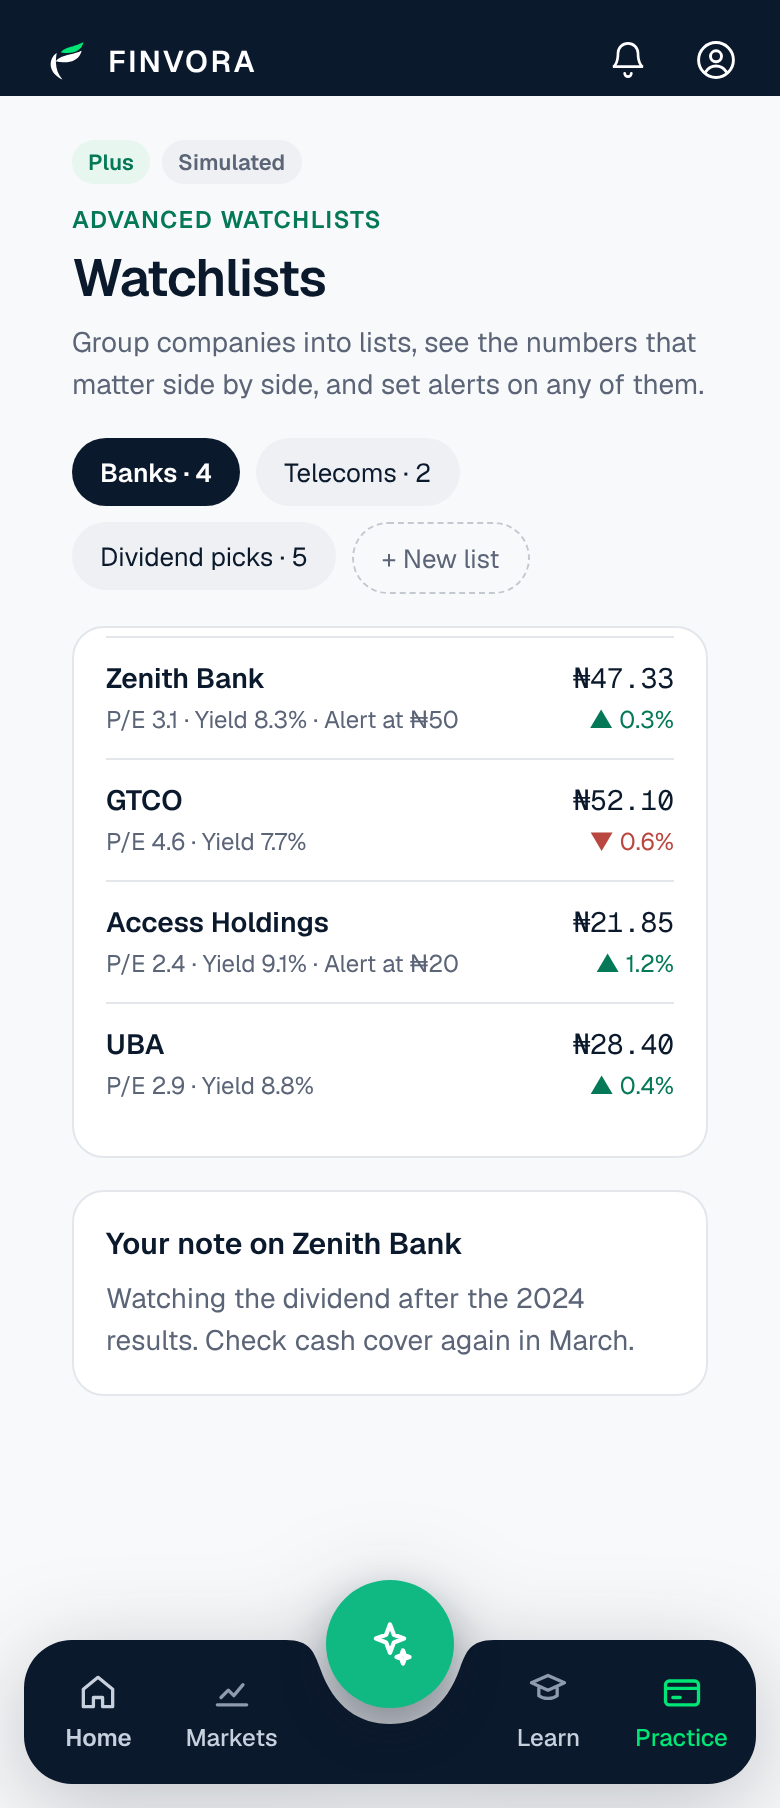 FINVORA
Plus
Simulated
ADVANCED WATCHLISTS
Watchlists
Group companies into lists, see the numbers that
matter side by side, and set alerts on any of them.
Banks · 4
Telecoms · 2
Dividend picks · 5
+ New list
Zenith Bank
₦47.33
P/E 3.1 · Yield 8.3% · Alert at ₦50
▲ 0.3%
GTCO
₦52.10
P/E 4.6 · Yield 7.7%
▼ 0.6%
Access Holdings
₦21.85
P/E 2.4 · Yield 9.1% · Alert at ₦20
▲ 1.2%
UBA
₦28.40
P/E 2.9 · Yield 8.8%
▲ 0.4%
Your note on Zenith Bank
Watching the dividend after the 2024
results. Check cash cover again in March.
Home
Markets
Learn
Practice